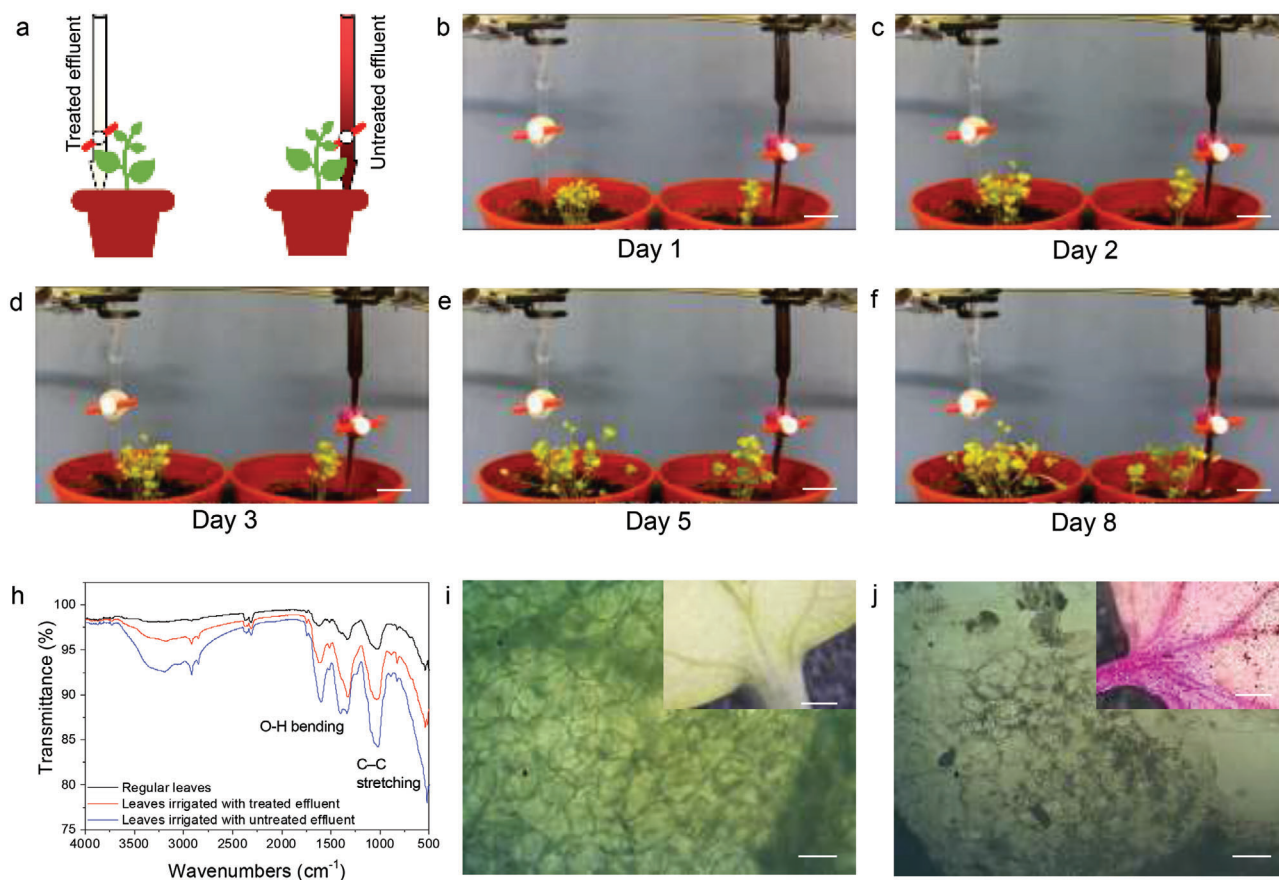 a
Treated effluent
Untreated effluent
b
Day 1
c
Day 2
d
Day 3
e
Day 5
f
Day 8
h
Transmittance (%)
100
95
90
85
80
75
O-H bending
C–C
stretching
Regular leaves
Leaves irrigated with treated effluent
Leaves irrigated with untreated effluent
4000 3500 3000 2500 2000 1500 1000 500
Wavenumbers (cm⁻¹)
i
j